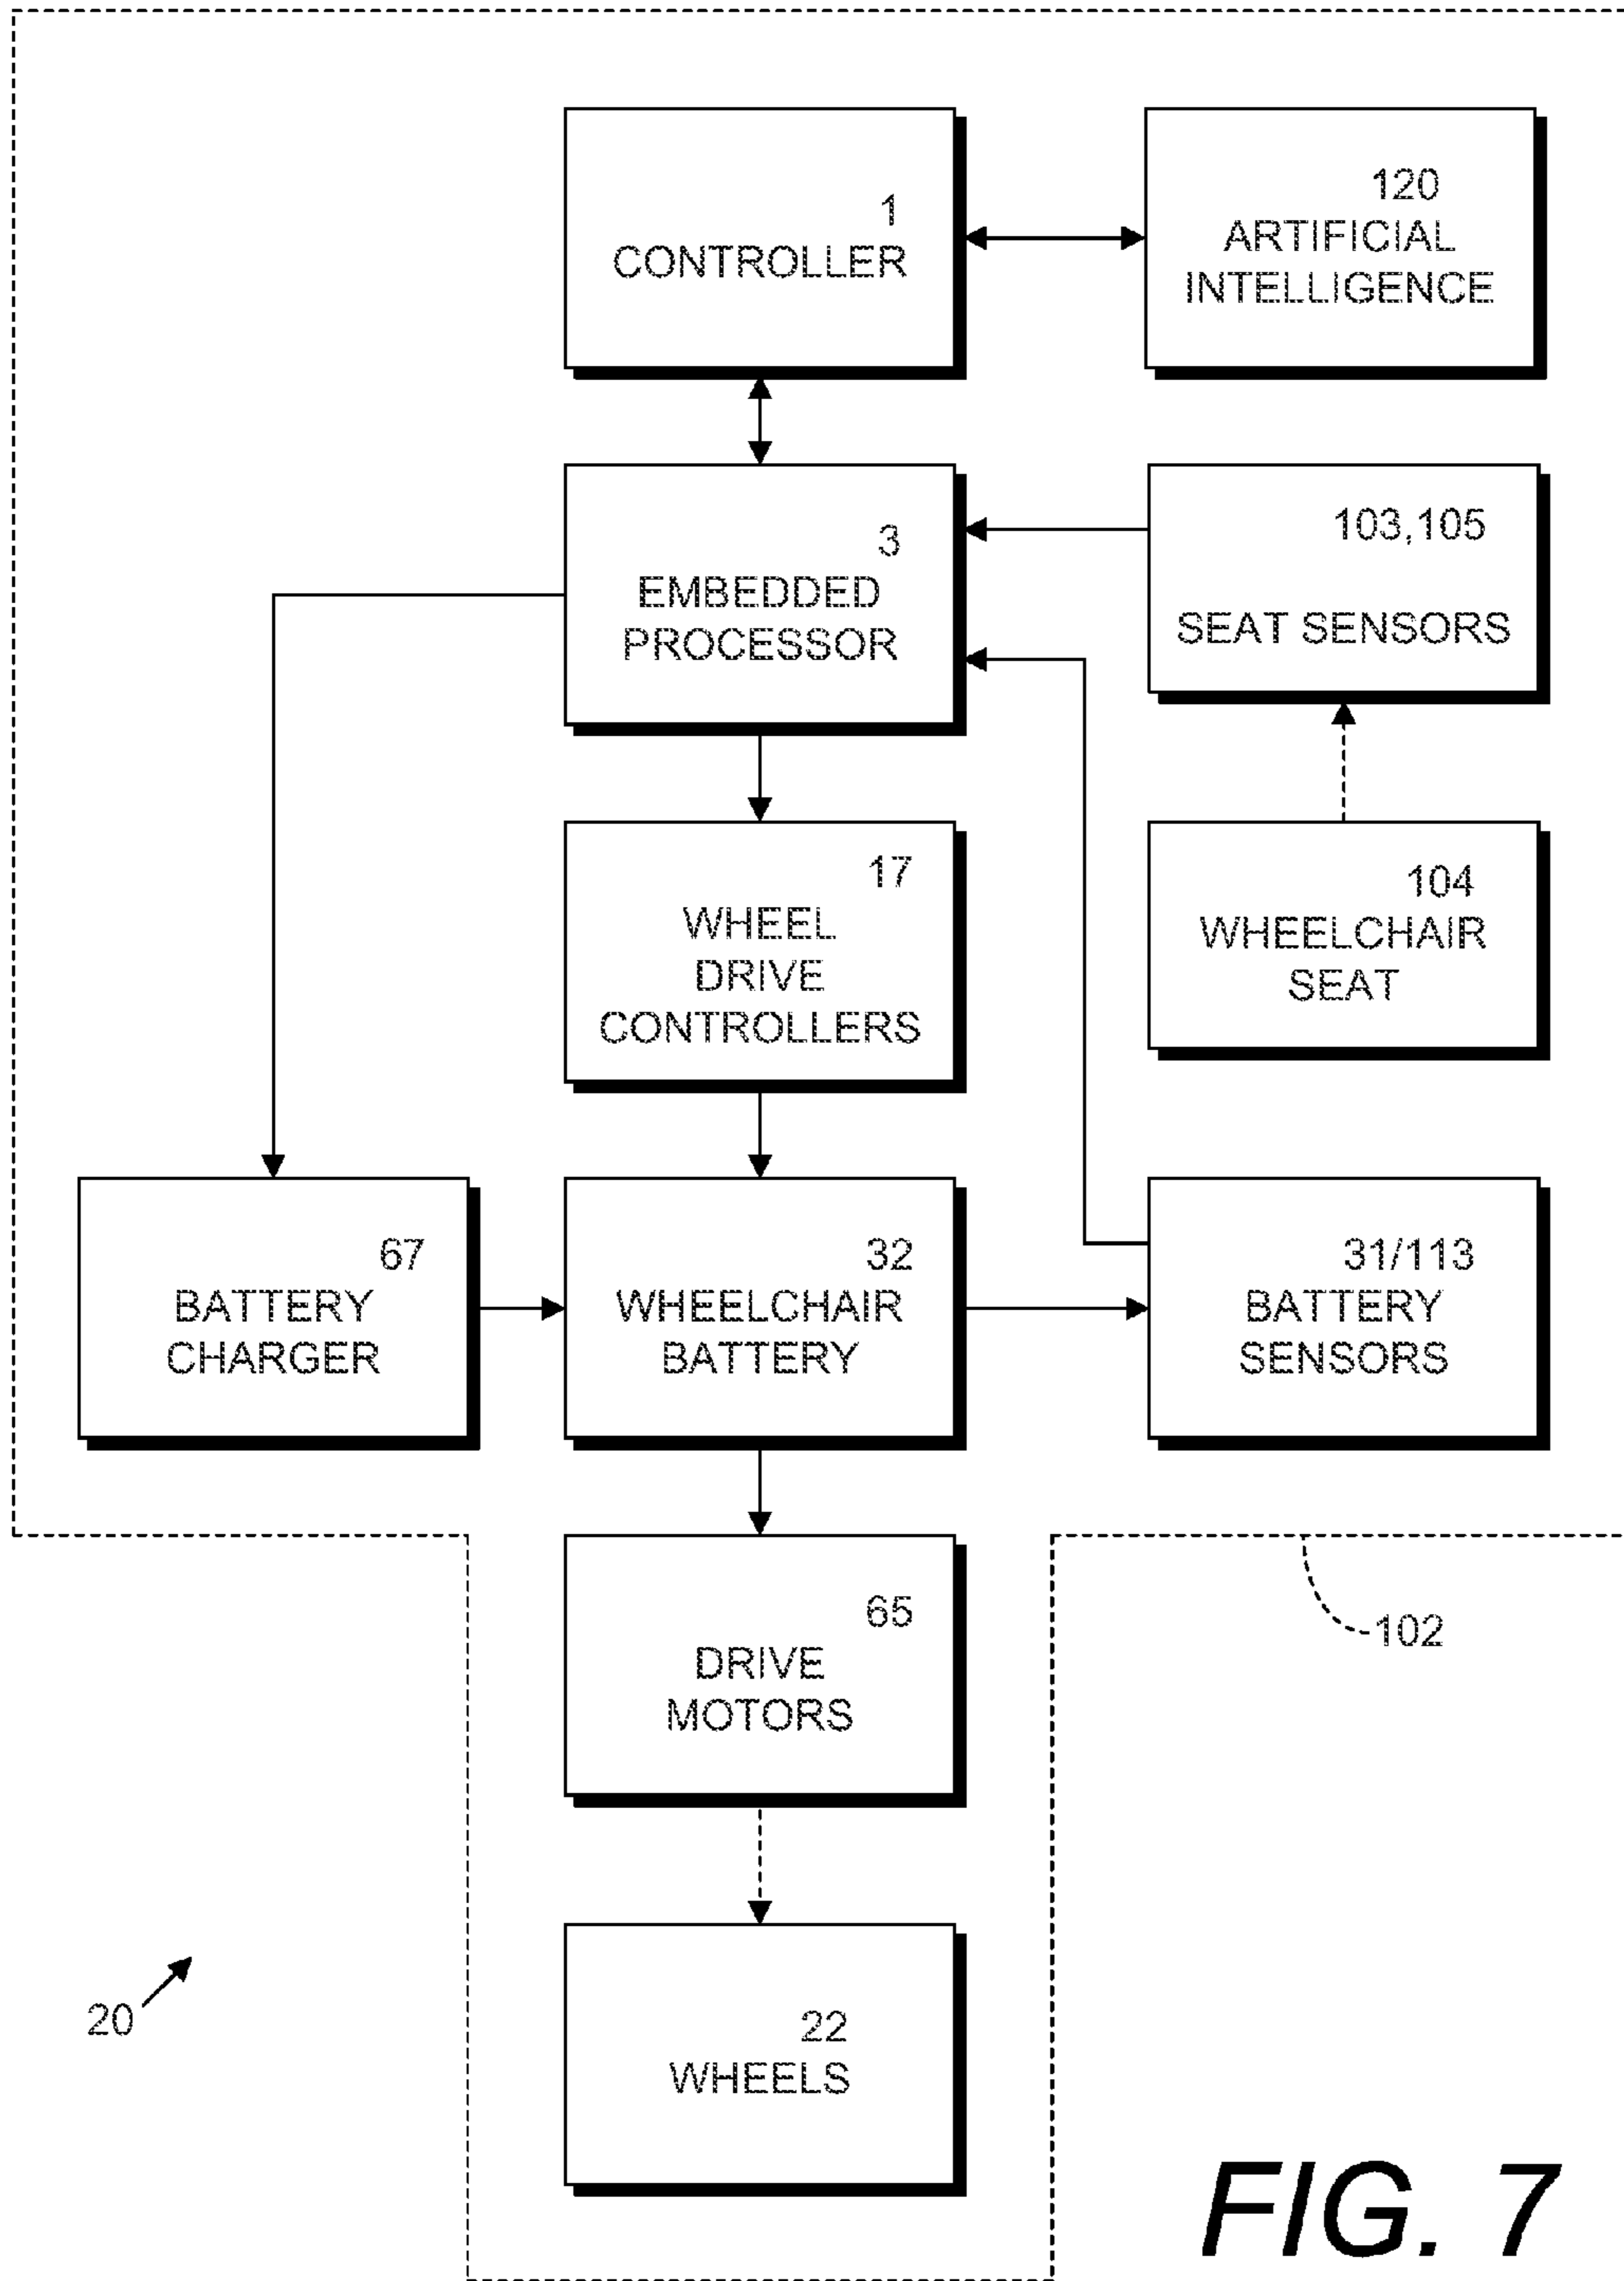 1
CONTROLLER
120
ARTIFICIAL
INTELLIGENCE
3
EMBEDDED
PROCESSOR
103,105
SEAT SENSORS
17
WHEEL
DRIVE
CONTROLLERS
104
WHEELCHAIR
SEAT
67
BATTERY
CHARGER
32
WHEELCHAIR
BATTERY
31/113
BATTERY
SENSORS
65
DRIVE
MOTORS
102
20
22
WHEELS
FIG. 7